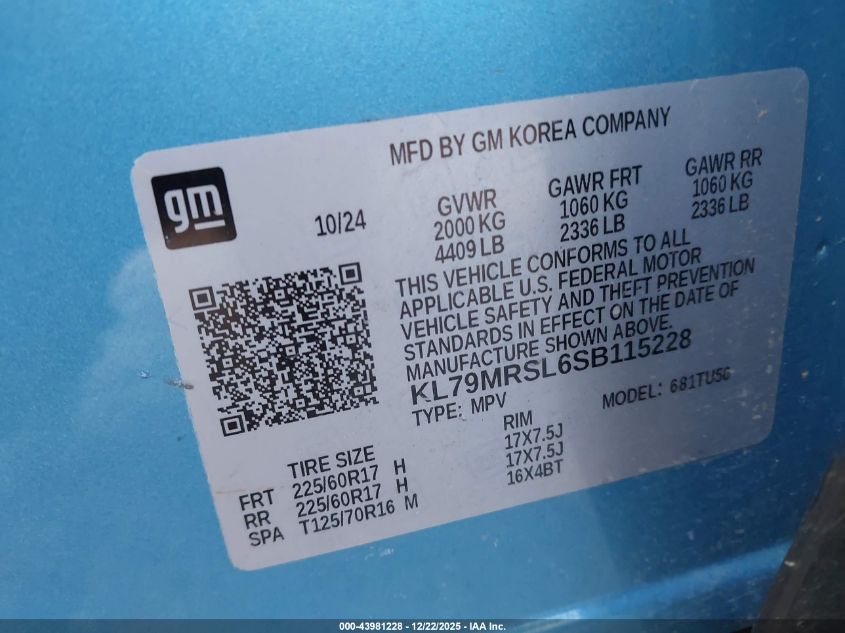 MFD BY GM KOREA COMPANY
gm
10/24
GVWR
2000 KG
4409 LB
GAWR FRT
1060 KG
2336 LB
GAWR RR
1060 KG
2336 LB
THIS VEHICLE CONFORMS TO ALL
APPLICABLE U.S. FEDERAL MOTOR
VEHICLE SAFETY AND THEFT PREVENTION
STANDARDS IN EFFECT ON THE DATE OF
MANUFACTURE SHOWN ABOVE.
KL79MRSL6SB115228
TYPE: MPV
MODEL: 681TU56
TIRE SIZE
RIM
FRT 225/60R17 H 17X7.5J
RR 225/60R17 H 17X7.5J
SPA T125/70R16 M 16X4BT
000-43981228 - 12/22/2025 - IAA Inc.